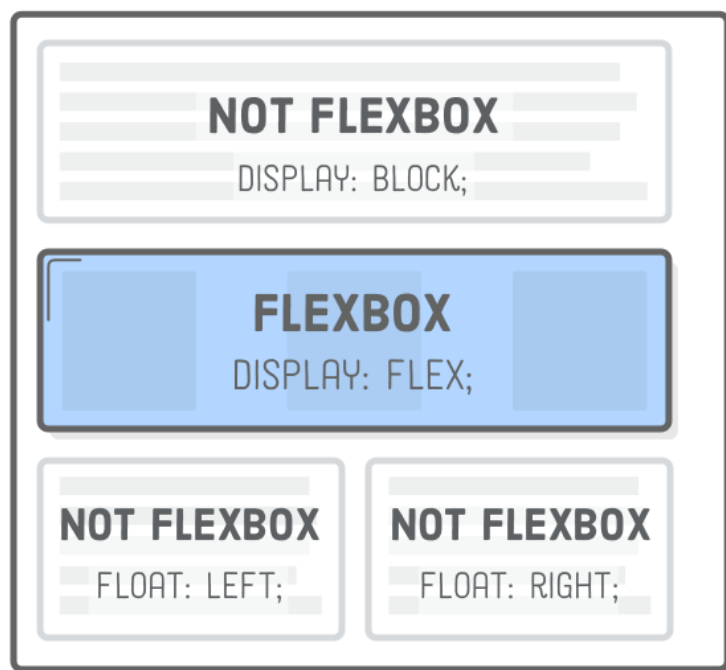 NOT FLEXBOX
DISPLAY: BLOCK;
FLEXBOX
DISPLAY: FLEX;
NOT FLEXBOX
FLOAT: LEFT;
NOT FLEXBOX
FLOAT: RIGHT;